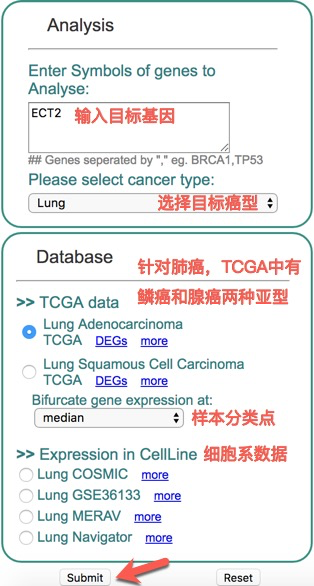 Analysis
Enter Symbols of genes to
Analyse:
ECT2 输入目标基因
## Genes seperated by "," eg. BRCA1,TP53
Please select cancer type:
Lung 选择目标癌型
Database 针对肺癌，TCGA中有
>> TCGA data 鳞癌和腺癌两种亚型
Lung Adenocarcinoma
TCGA DEGs more
Lung Squamous Cell Carcinoma
TCGA DEGs more
Bifurcate gene expression at:
median 样本分类点
>> Expression in CellLine 细胞系数据
Lung COSMIC more
Lung GSE36133 more
Lung MERAV more
Lung Navigator more
Submit Reset